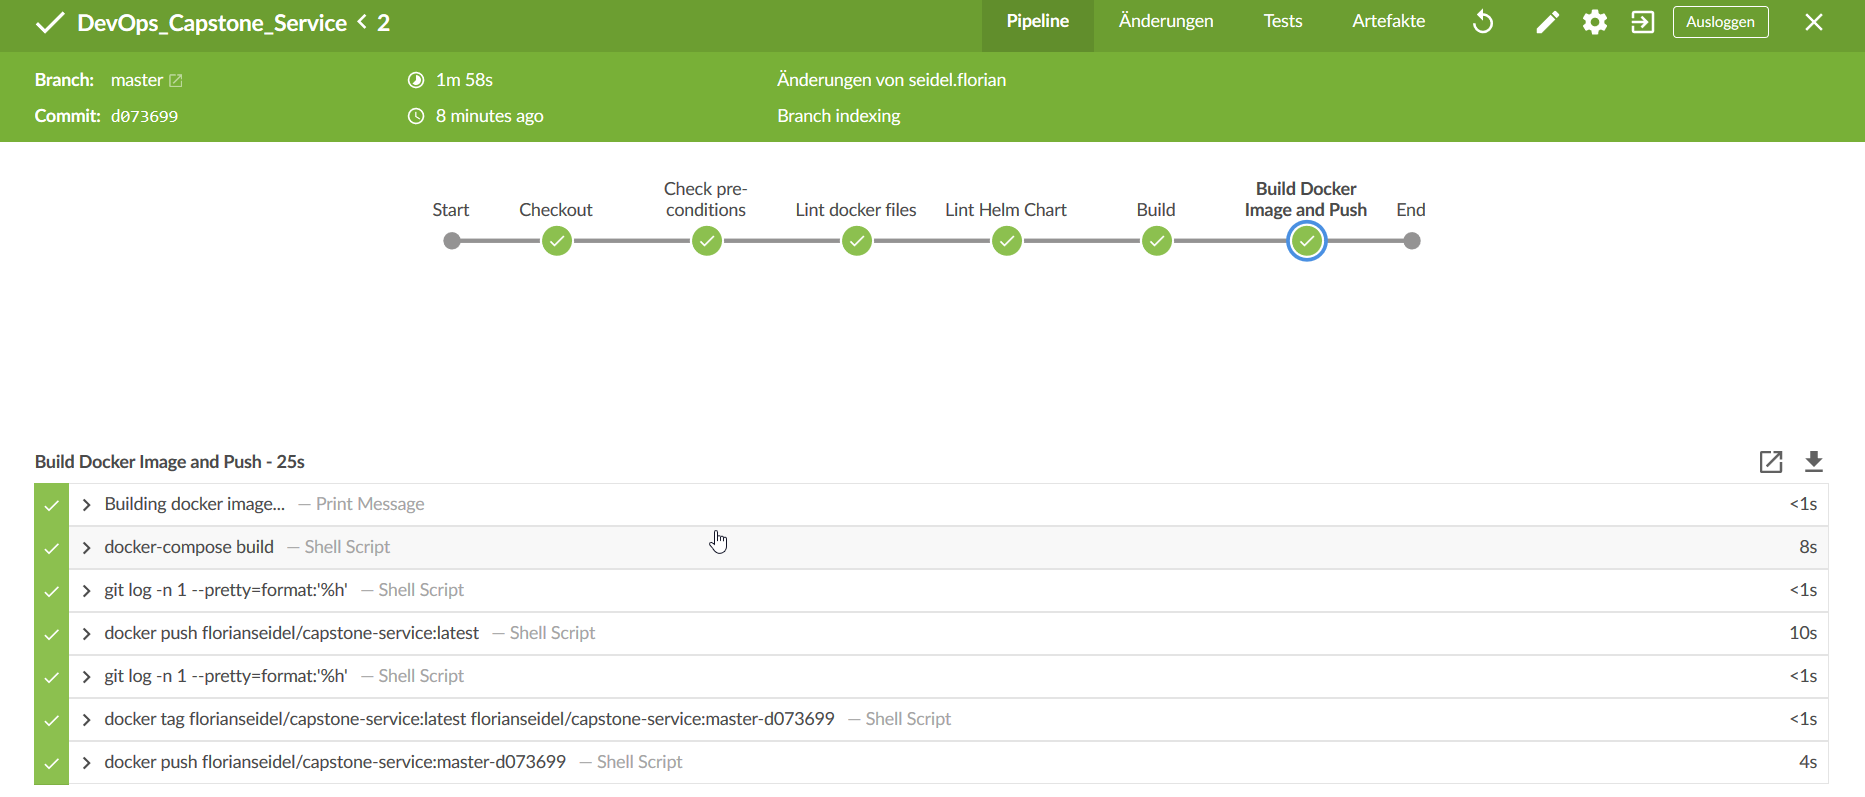 DevOps_Capstone_Service < 2
Pipeline Änderungen Tests Artefakte Ausloggen
Branch: master 1m 58s Änderungen von seidel.florian
Commit: d073699 8 minutes ago Branch indexing
Start Checkout Check pre-conditions Lint docker files Lint Helm Chart Build Build Docker Image and Push End
Build Docker Image and Push - 25s
Building docker image... — Print Message <1s
docker-compose build — Shell Script 8s
git log -n 1 --pretty=format:'%h' — Shell Script <1s
docker push florianseidel/capstone-service:latest — Shell Script 10s
git log -n 1 --pretty=format:'%h' — Shell Script <1s
docker tag florianseidel/capstone-service:latest florianseidel/capstone-service:master-d073699 — Shell Script <1s
docker push florianseidel/capstone-service:master-d073699 — Shell Script 4s